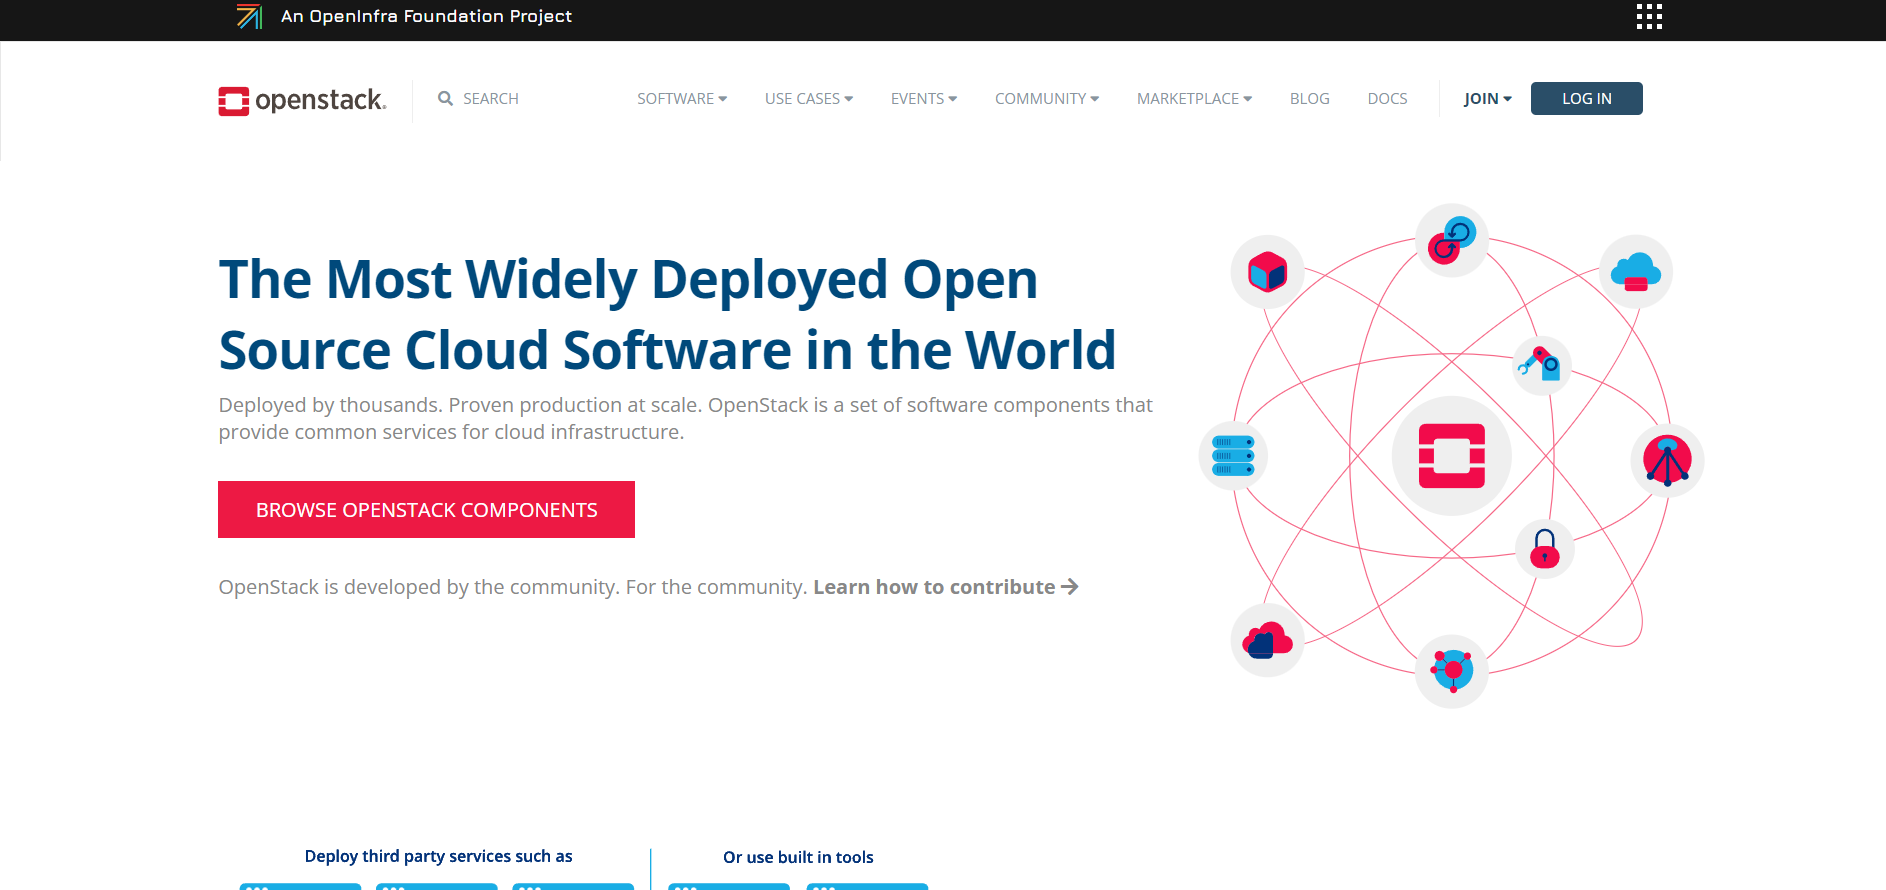 An OpenInfra Foundation Project
openstack.
SEARCH
SOFTWARE
USE CASES
EVENTS
COMMUNITY
MARKETPLACE
BLOG
DOCS
JOIN
LOG IN
The Most Widely Deployed Open
Source Cloud Software in the World
Deployed by thousands. Proven production at scale. OpenStack is a set of software components that
provide common services for cloud infrastructure.
BROWSE OPENSTACK COMPONENTS
OpenStack is developed by the community. For the community. Learn how to contribute
Deploy third party services such as
Or use built in tools